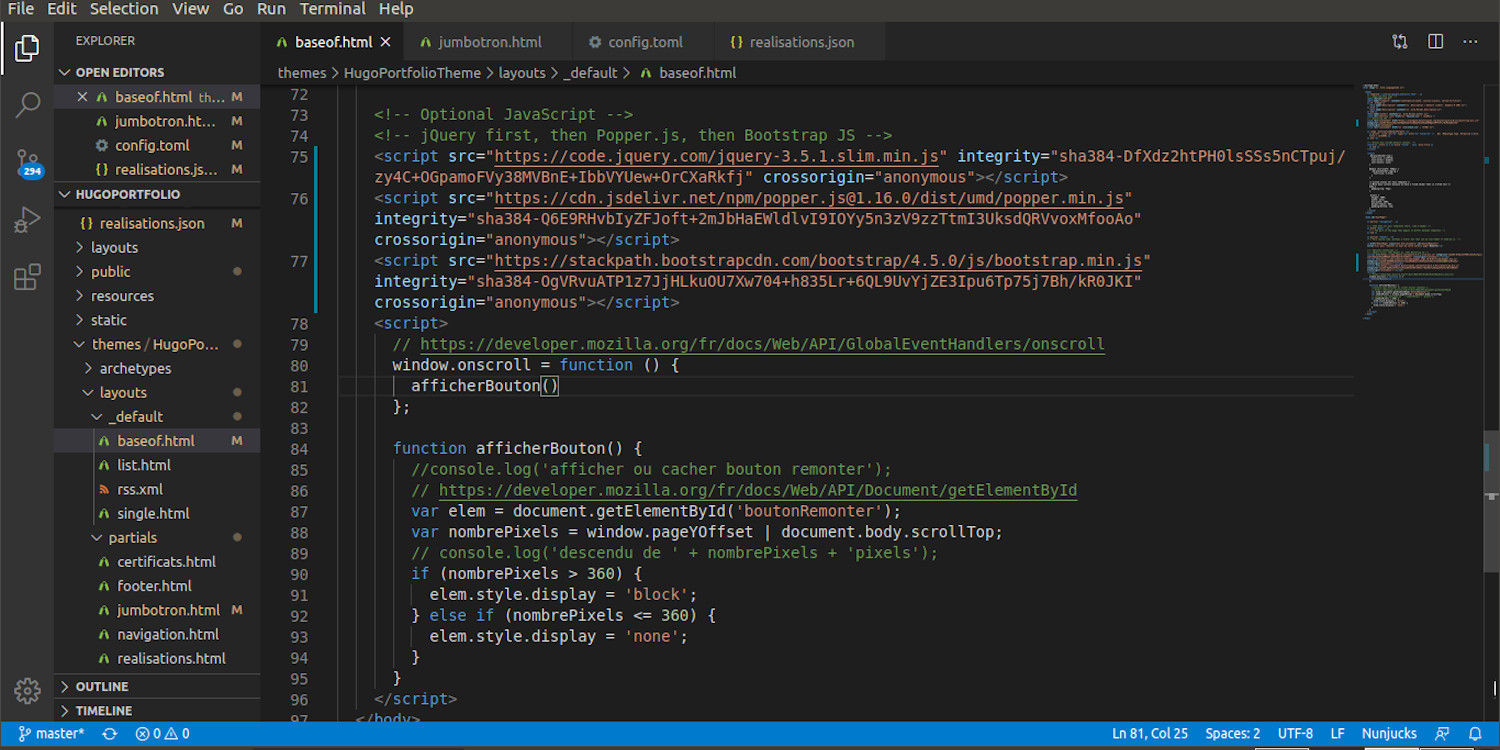 File Edit Selection View Go Run Terminal Help
EXPLORER
OPEN EDITORS
baseof.html th... M
jumbotron.ht... M
config.toml M
{} realisations.js... M
294
HUGOPORTFOLIO
{} realisations.json
layouts
public
resources
static
themes / HugoPo...
archetypes
layouts
_default
baseof.html M
list.html
rss.xml
single.html
partials
certificats.html
footer.html
jumbotron.html M
navigation.html
realisations.html
OUTLINE
TIMELINE
baseof.html jumbotron.html config.toml {} realisations.json
themes > HugoPortfolioTheme > layouts > _default > baseof.html
72
73 <!-- Optional JavaScript -->
74 <!-- jQuery first, then Popper.js, then Bootstrap JS -->
75 <script src="https://code.jquery.com/jquery-3.5.1.slim.min.js" integrity="sha384-DfXdz2htPH0lsSSs5nCTpuj/
zy4C+OGpamoFVy38MVBnE+IbbVYUew+OrCXaRkfj" crossorigin="anonymous"></script>
76 <script src="https://cdn.jsdelivr.net/npm/popper.js@1.16.0/dist/umd/popper.min.js"
integrity="sha384-Q6E9RHvbIyZFJoft+2mJbHaEWldlvI9IOYy5n3zV9zzTtmI3UksdQRVvoxMfooAo"
crossorigin="anonymous"></script>
77 <script src="https://stackpath.bootstrapcdn.com/bootstrap/4.5.0/js/bootstrap.min.js"
integrity="sha384-OgVRvuATP1z7JjHLkuOU7Xw704+h835Lr+6QL9UvYjZE3Ipu6Tp75j7Bh/kR0JKI"
crossorigin="anonymous"></script>
78 <script>
79 // https://developer.mozilla.org/fr/docs/Web/API/GlobalEventHandlers/onscroll
80 window.onscroll = function () {
81 afficherBouton()
82 };
83
84 function afficherBouton() {
85 //console.log('afficher ou cacher bouton remonter');
86 // https://developer.mozilla.org/fr/docs/Web/API/Document/getElementById
87 var elem = document.getElementById('boutonRemonter');
88 var nombrePixels = window.pageYOffset | document.body.scrollTop;
89 // console.log('descendu de ' + nombrePixels + 'pixels');
90 if (nombrePixels > 360) {
91 elem.style.display = 'block';
92 } else if (nombrePixels <= 360) {
93 elem.style.display = 'none';
94 }
95 }
96 </script>
97 </body>
master* 0 0 Ln 81, Col 25 Spaces: 2 UTF-8 LF Nunjucks